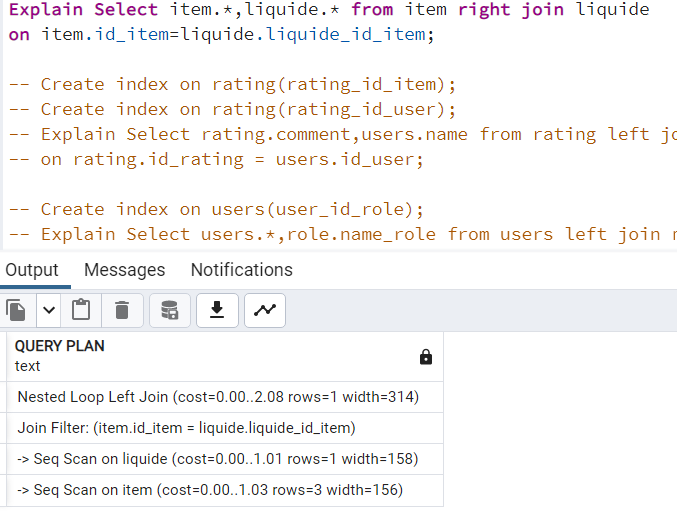 Explain Select item.*,liquide.* from item right join liquide
on item.id_item=liquide.liquide_id_item;
-- Create index on rating(rating_id_item);
-- Create index on rating(rating_id_user);
-- Explain Select rating.comment,users.name from rating left
-- on rating.id_rating = users.id_user;
-- Create index on users(user_id_role);
-- Explain Select users.*,role.name_role from users left join
Output Messages Notifications
QUERY PLAN
text
Nested Loop Left Join (cost=0.00..2.08 rows=1 width=314)
Join Filter: (item.id_item = liquide.liquide_id_item)
-> Seq Scan on liquide (cost=0.00..1.01 rows=1 width=158)
-> Seq Scan on item (cost=0.00..1.03 rows=3 width=156)